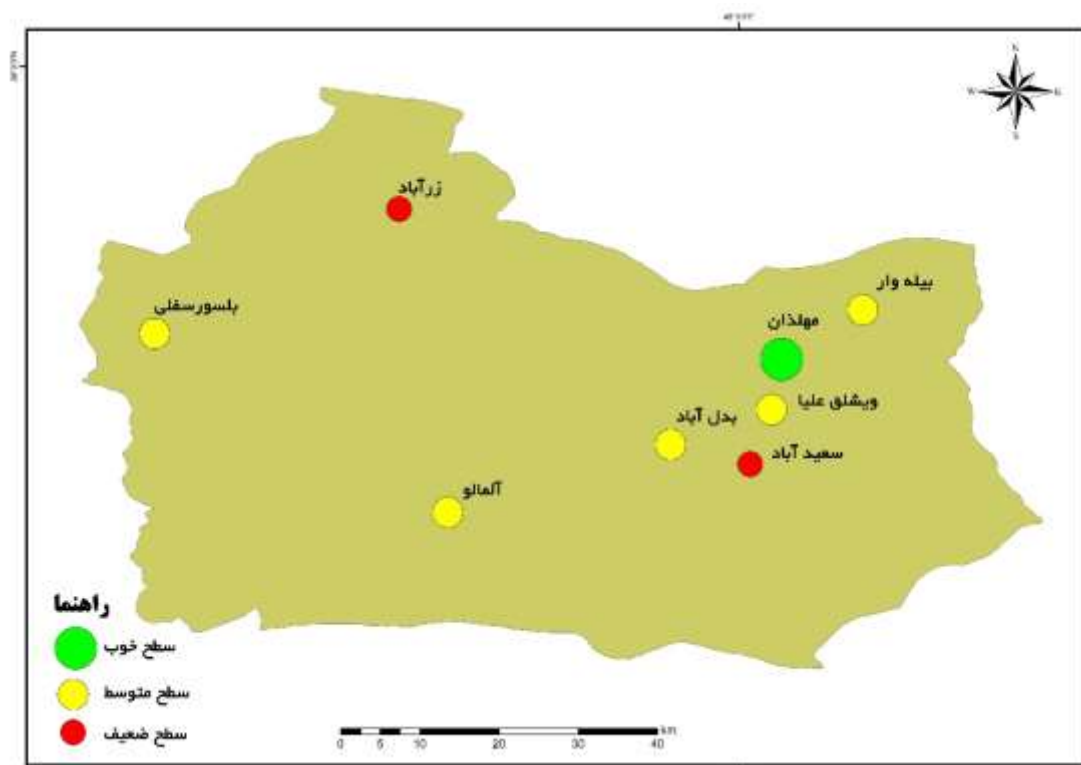 N
W
E
S
زرآباد
بیله وار
بلسورسفلی
مهلذان
ویشلق علیا
بدل آباد
سعید آباد
آلمالو
راهنما
سطح خوب
سطح متوسط
سطح ضعیف
km
0 5 10 20 30 40